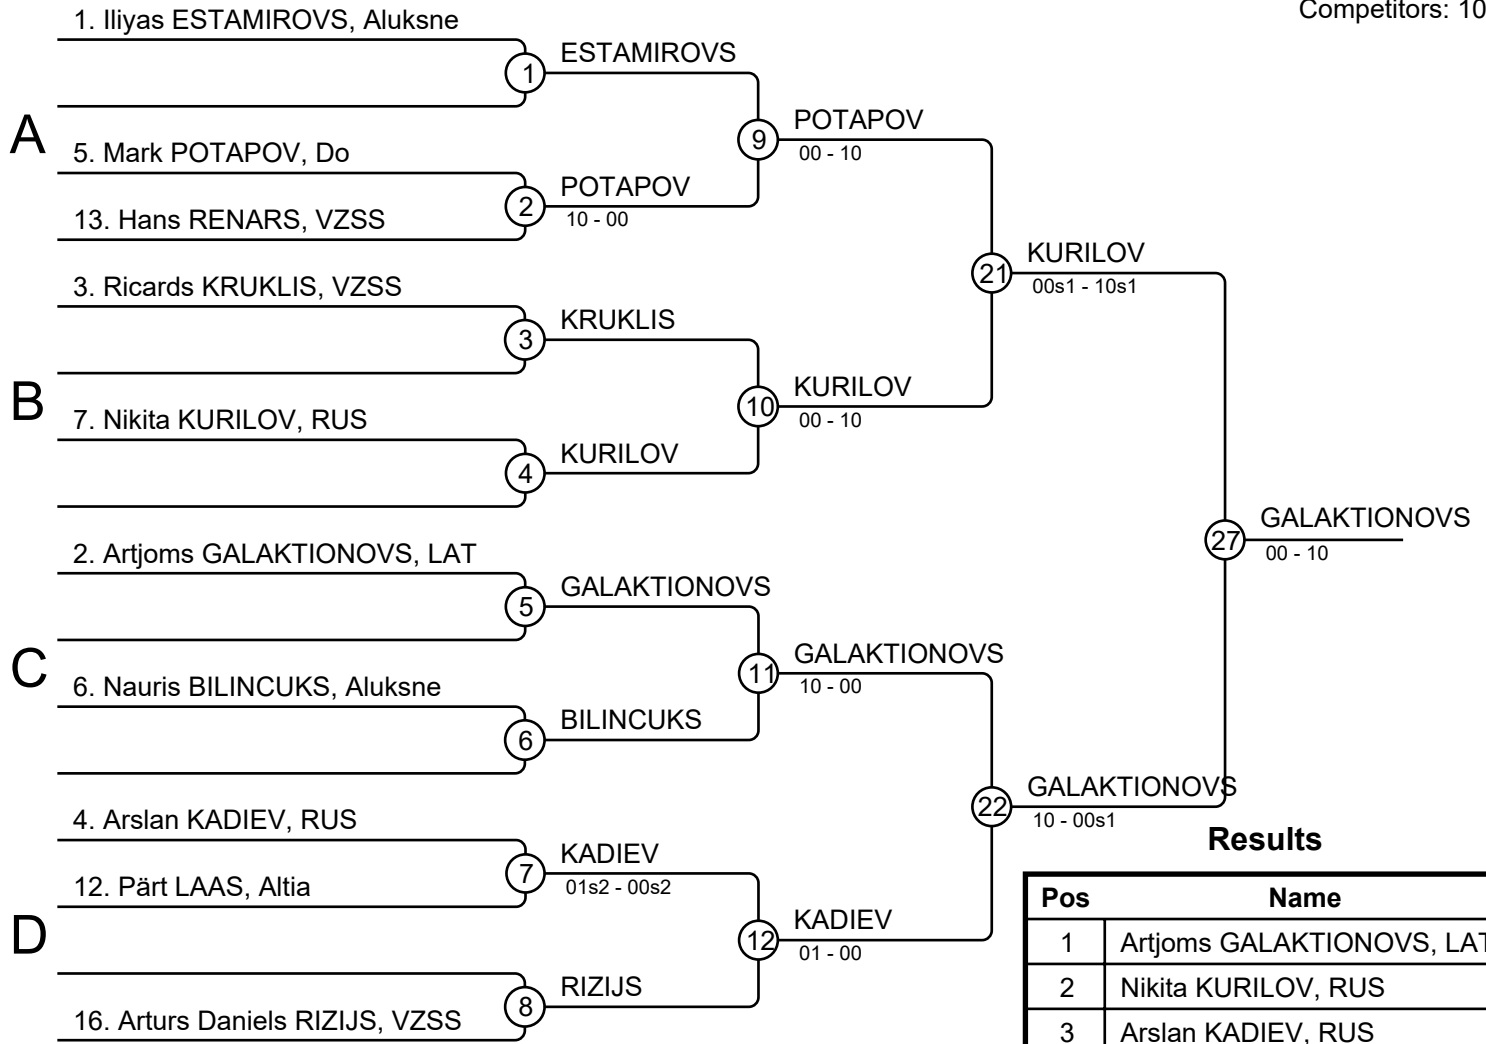 Competitors: 10
1. Iliyas ESTAMIROVS, Aluksne
1
ESTAMIROVS
A
9
POTAPOV
00 - 10
5. Mark POTAPOV, Do
2
POTAPOV
10 - 00
13. Hans RENARS, VZSS
21
KURILOV
00s1 - 10s1
3. Ricards KRUKLIS, VZSS
3
KRUKLIS
B
10
KURILOV
00 - 10
7. Nikita KURILOV, RUS
4
KURILOV
27
GALAKTIONOVS
00 - 10
2. Artjoms GALAKTIONOVS, LAT
5
GALAKTIONOVS
C
11
GALAKTIONOVS
10 - 00
6. Nauris BILINCUKS, Aluksne
6
BILINCUKS
22
GALAKTIONOVS
10 - 00s1
4. Arslan KADIEV, RUS
7
KADIEV
01s2 - 00s2
12. Pärt LAAS, Altia
D
12
KADIEV
01 - 00
8
RIZIJS
16. Arturs Daniels RIZIJS, VZSS
Results
Pos Name
1 Artjoms GALAKTIONOVS, LAT
2 Nikita KURILOV, RUS
3 Arslan KADIEV, RUS